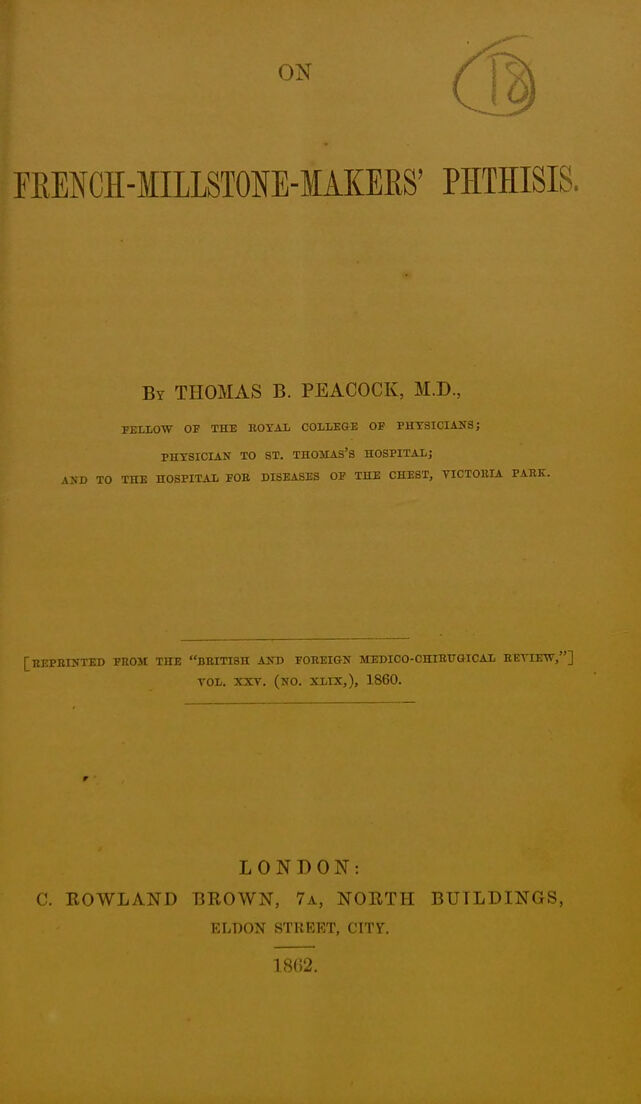 ON
18
FRENCH-MILLSTONE-MAKERS' PHTHISIS.
BY THOMAS B. PEACOCK, M.D.,
FELLOW OF THE ROYAL COLLEGE OF PHYSICIANS;
PHYSICIAN TO ST. THOMAS'S HOSPITAL;
AND TO THE HOSPITAL FOR DISEASES OF THE CHEST, VICTORIA PARK.
[REPRINTED FROM THE "BRITISH AND FOREIGN MEDICO-CHIRUGICAL REVIEW,"]
VOL. XXV. (NO. XLIX,), 1860.
LONDON:
C. ROWLAND BROWN, 7A, NORTH BUILDINGS,
ELDON STREET, CITY.
1862.